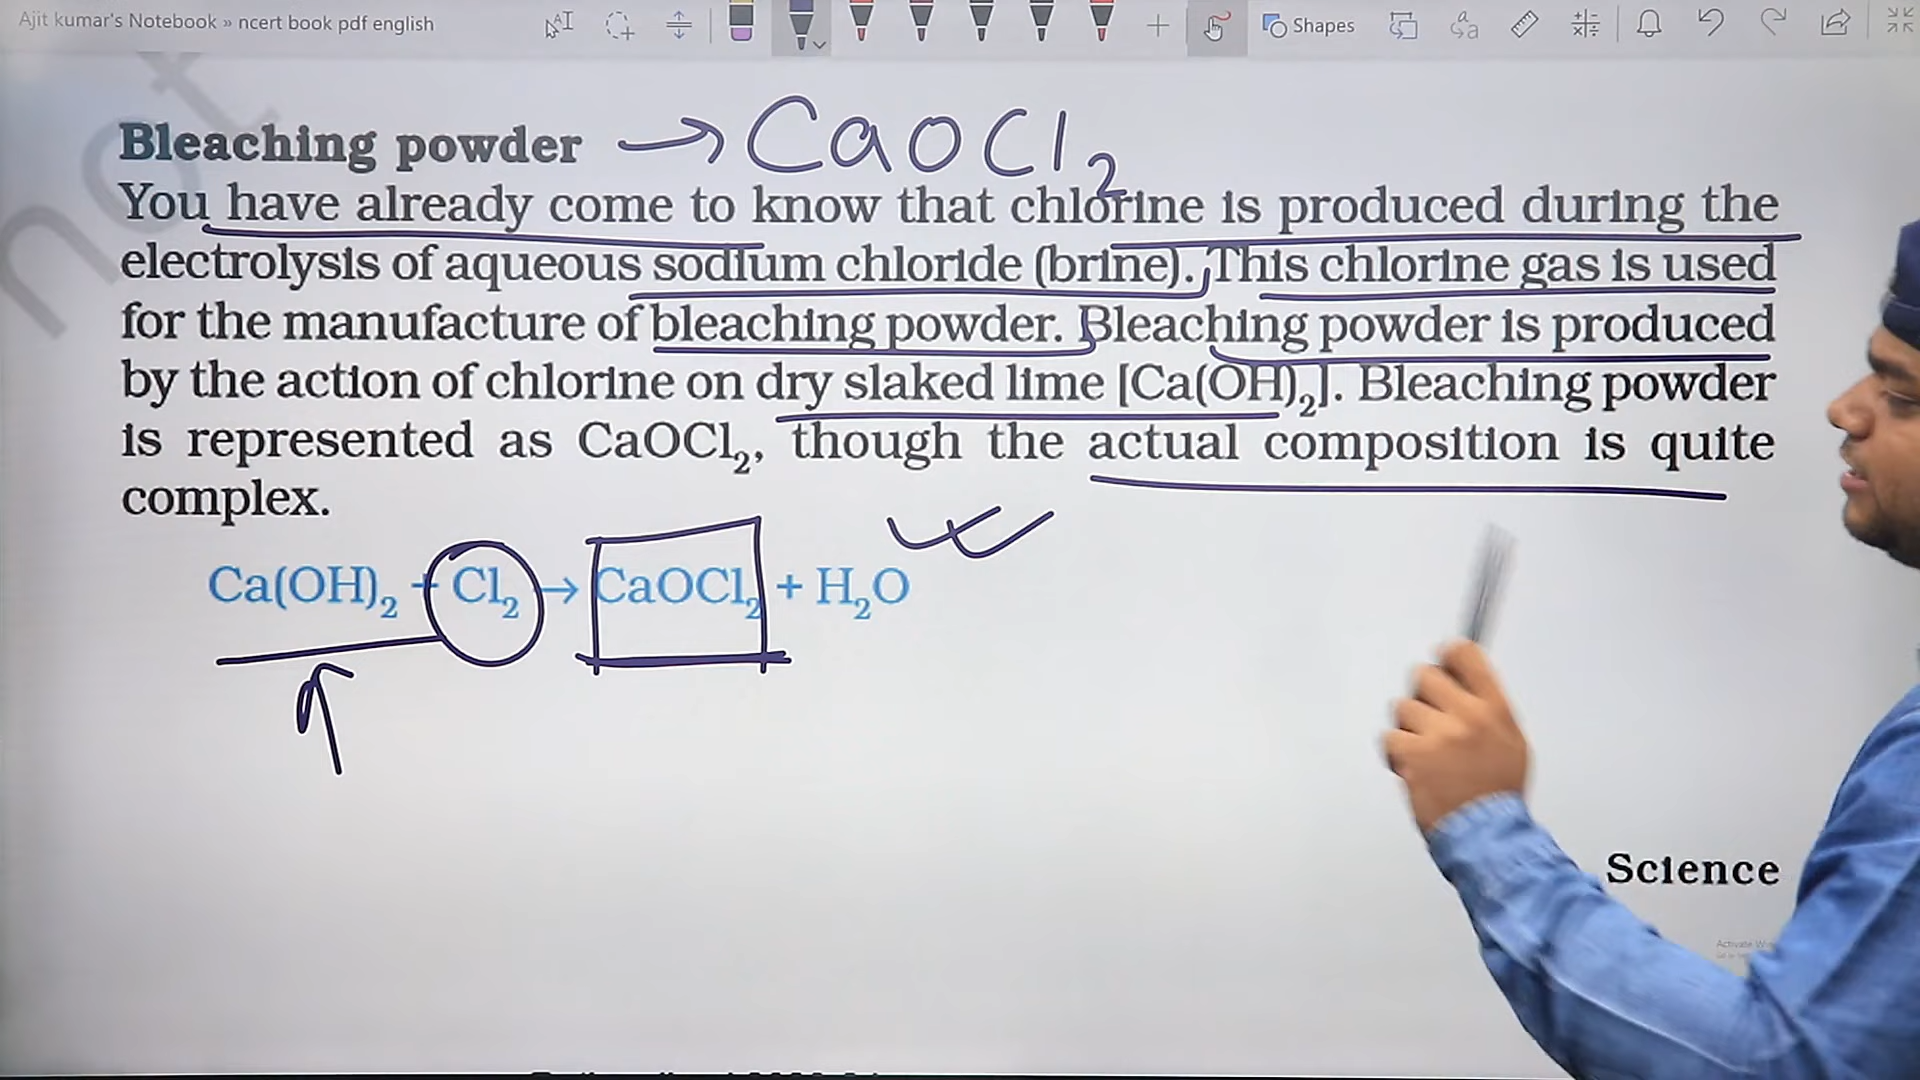 Ajit kumar's Notebook » ncert book pdf english
Shapes
not
Bleaching powder → CaOCl₂
You have already come to know that chlorine is produced during the
electrolysis of aqueous sodium chloride (brine). This chlorine gas is used
for the manufacture of bleaching powder. Bleaching powder is produced
by the action of chlorine on dry slaked lime [Ca(OH)₂]. Bleaching powder
is represented as CaOCl₂, though the actual composition is quite
complex.
Ca(OH)₂ + Cl₂ → CaOCl₂ + H₂O
Science